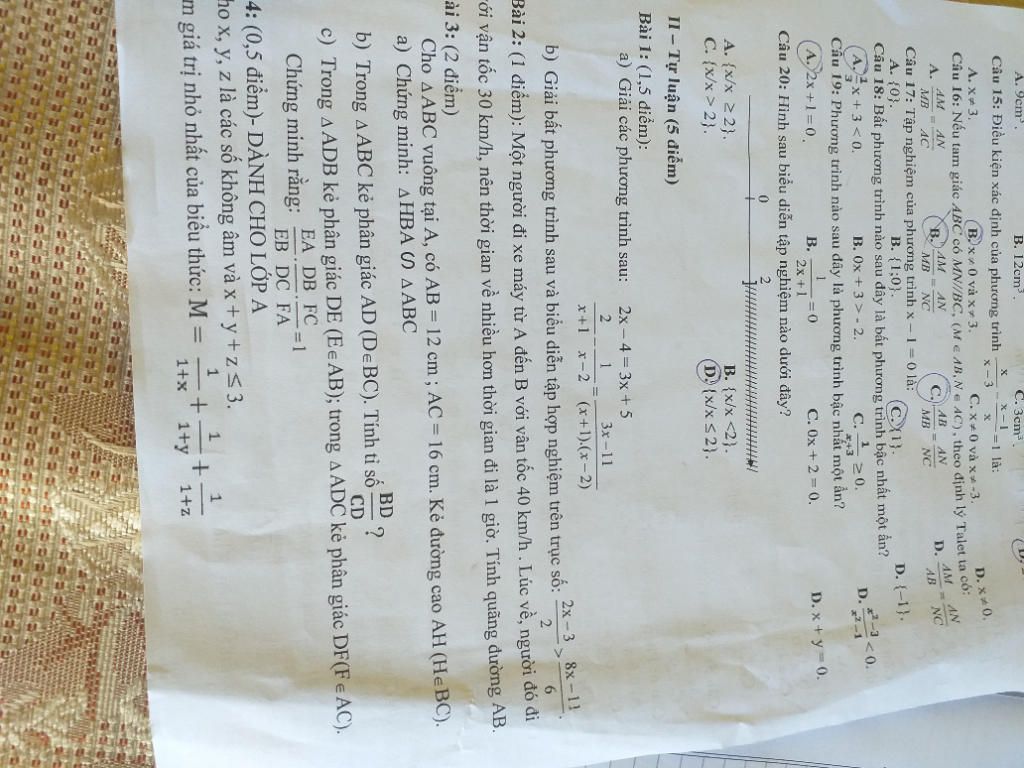 A. 9cm². B. 12cm². C. 3cm²
Câu 15: Điều kiện xác định của phương trình x/(x − 3) − (x − 1)/x = 1 là:
A. x ≠ 3. B. x ≠ 0 và x ≠ 3. C. x ≠ 0 và x ≠ -3. D. x ≠ 0.
Câu 16: Nếu tam giác ABC có MN//BC, (M ∈ AB, N ∈ AC), theo định lý Talet ta có:
A. AM/MB = AN/AC B. AM/MB = AN/NC C. AB/MB = AN/NC D. AM/AB = AN/NC
Câu 17: Tập nghiệm của phương trình x − 1 = 0 là:
A. {0}. B. {1;0}. C. {1}. D. {−1}.
Câu 18: Bất phương trình nào sau đây là bất phương trình bậc nhất một ẩn?
A. 1/3 x + 3 < 0. B. 0x + 3 > - 2. C. 1/(x+3) ≥ 0. D. (x²−3)/(x²−1) < 0.
Câu 19: Phương trình nào sau đây là phương trình bậc nhất một ẩn?
A. 2x + 1 = 0. B. 1/(2x + 1) = 0 C. 0x + 2 = 0. D. x + y = 0.
Câu 20: Hình sau biểu diễn tập nghiệm nào dưới đây?
0 2
A. {x/x ≥ 2}. B. {x/x <2}.
C. {x/x > 2}. D. {x/x ≤ 2}.
II – Tự luận (5 điểm)
Bài 1: (1,5 điểm):
a) Giải các phương trình sau: 2x − 4 = 3x + 5
2/(x+1) − 1/(x−2) = (3x−11)/((x+1).(x−2))
b) Giải bất phương trình sau và biểu diễn tập hợp nghiệm trên trục số: (2x−3)/2 > (8x−11)/6.
Bài 2: (1 điểm): Một người đi xe máy từ A đến B với vân tốc 40 km/h . Lúc về, người đó đi
ới vận tốc 30 km/h, nên thời gian về nhiều hơn thời gian đi là 1 giờ. Tính quãng đường AB.
ài 3: (2 điểm)
Cho △ABC vuông tại A, có AB = 12 cm ; AC = 16 cm. Kẻ đường cao AH (H∈BC).
a) Chứng minh: △HBA ∽ △ABC
b) Trong △ABC kẻ phân giác AD (D∈BC). Tính tỉ số BD/CD ?
c) Trong △ADB kẻ phân giác DE (E∈AB); trong △ADC kẻ phân giác DF(F∈AC).
Chứng minh rằng: EA/EB . DB/DC . FC/FA = 1
4: (0,5 điểm)- DÀNH CHO LỚP A
ho x, y, z là các số không âm và x + y + z ≤ 3.
m giá trị nhỏ nhất của biểu thức: M = 1/(1+x) + 1/(1+y) + 1/(1+z)